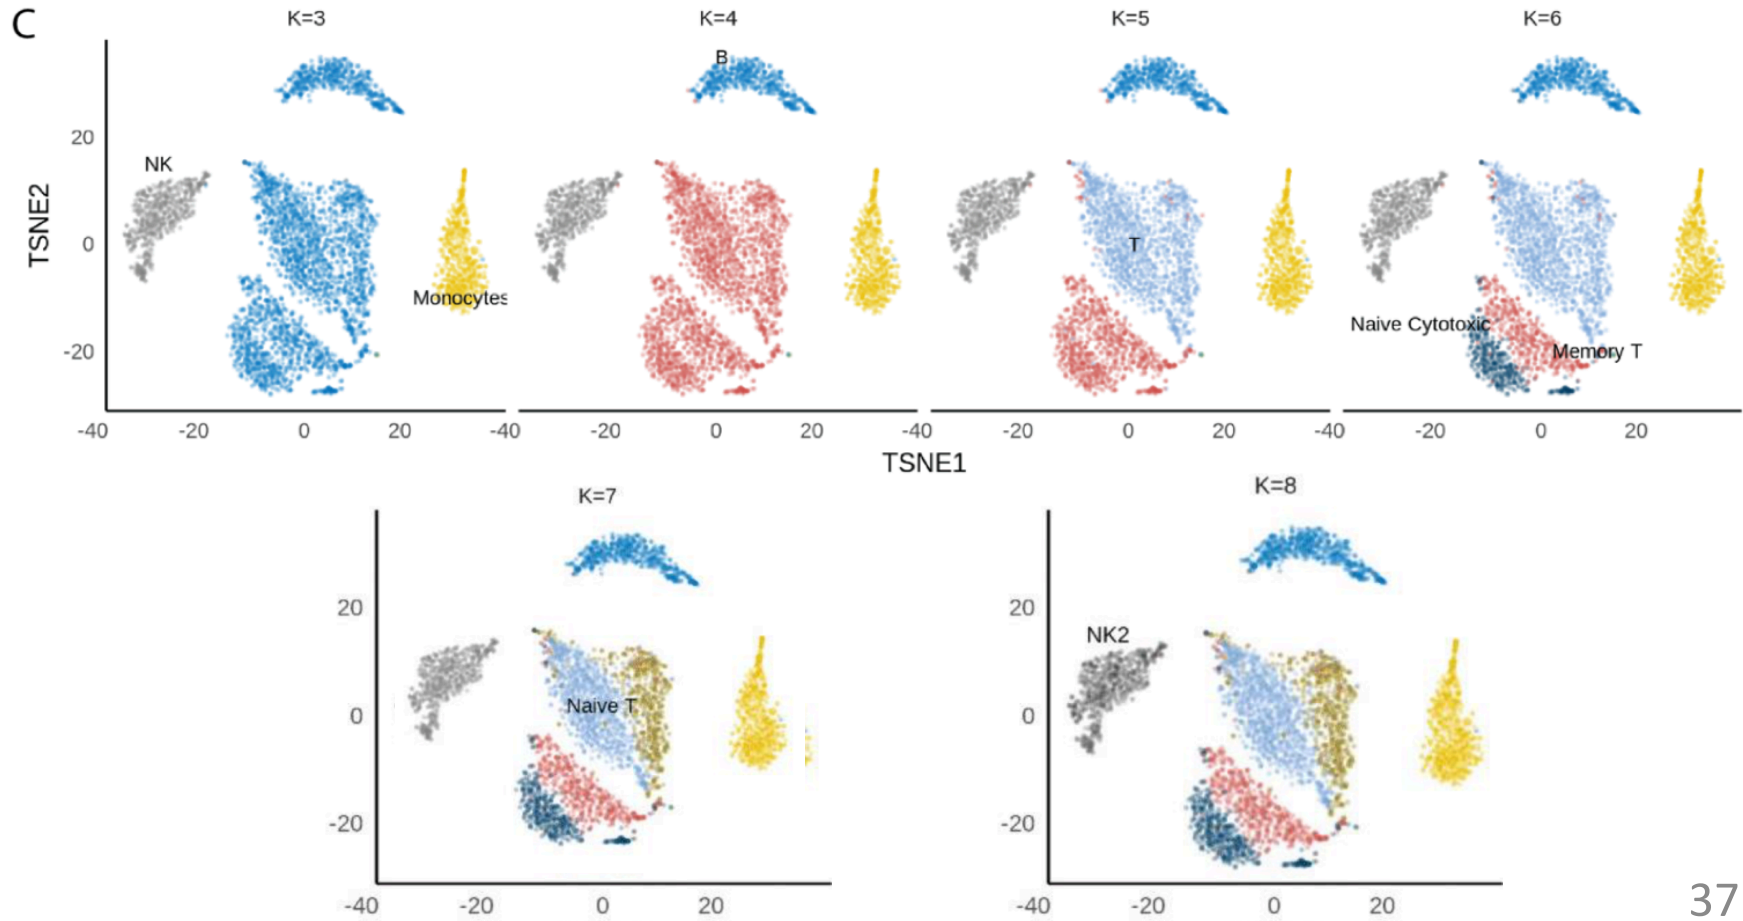 C
K=3 K=4 K=5 K=6
B
20
NK
TSNE2
0
T
Monocytes
Naive Cytotoxic
-20
Memory T
-40 -20 0 20 -40 -20 0 20 -40 -20 0 20 -40 -20 0 20
TSNE1
K=7 K=8
20 20
NK2
Naive T
0 0
-20 -20
-40 -20 0 20 -40 -20 0 20
37